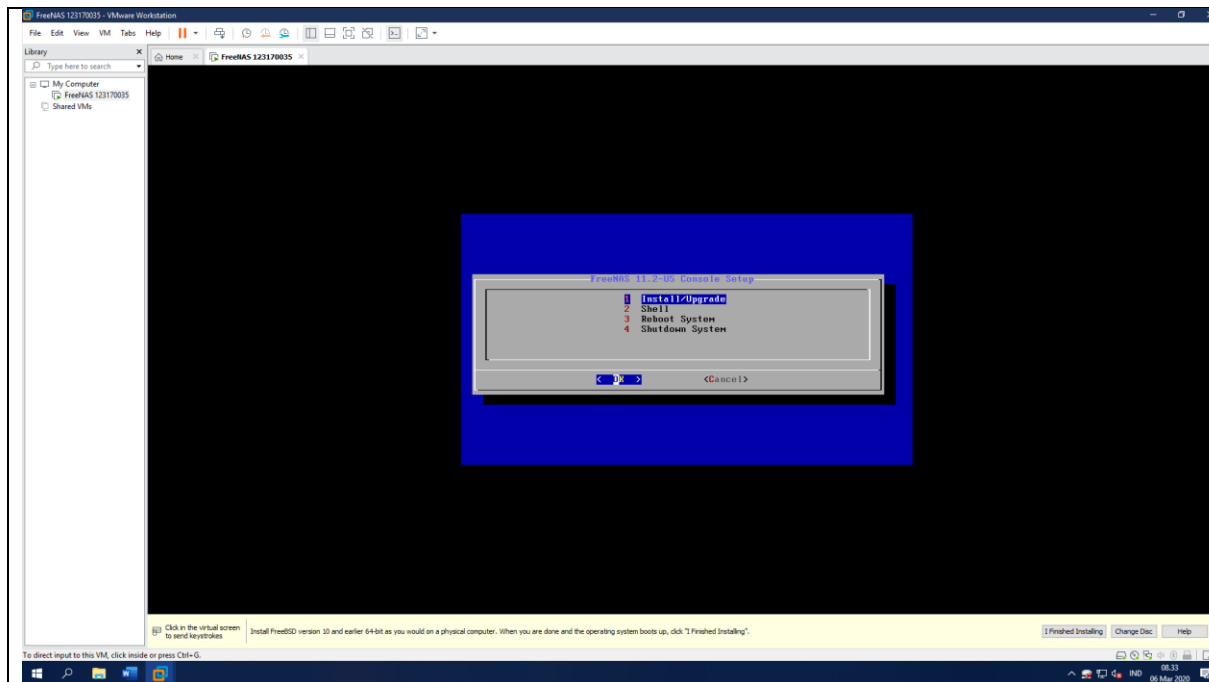 FreeNAS 123170035 - VMware Workstation
File Edit View VM Tabs Help
Library
Type here to search
My Computer
FreeNAS 123170035
Shared VMs
Home
FreeNAS 123170035
FreeNAS 11.2-U5 Console Setup
1 Install/Upgrade
2 Shell
3 Reboot System
4 Shutdown System
< OK > <Cancel>
Click in the virtual screen
to send keystrokes
Install FreeBSD version 10 and earlier 64-bit as you would on a physical computer. When you are done and the operating system boots up, click "I Finished Installing".
I Finished Installing Change Disc Help
To direct input to this VM, click inside or press Ctrl+G.
IND
08.33
06 Mar 2020